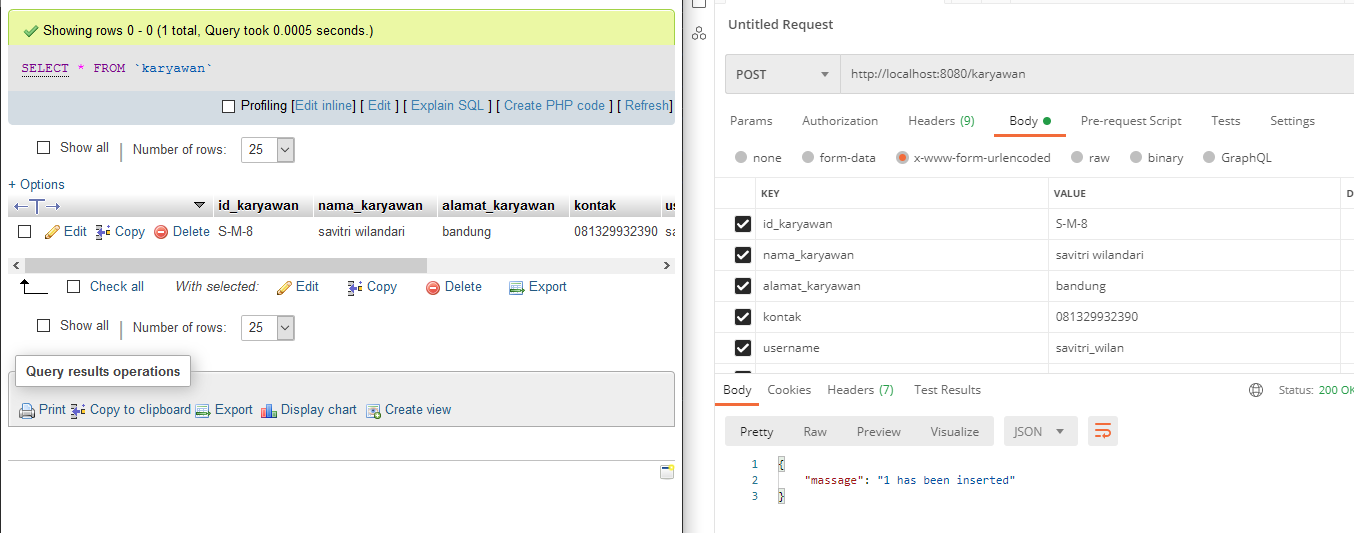 Showing rows 0 - 0 (1 total, Query took 0.0005 seconds.)
SELECT * FROM `karyawan`
Profiling [Edit inline] [ Edit ] [ Explain SQL ] [ Create PHP code ] [ Refresh]
Show all | Number of rows: 25
+ Options
←T→ id_karyawan nama_karyawan alamat_karyawan kontak us
Edit Copy Delete S-M-8 savitri wilandari bandung 081329932390 sa
Check all With selected: Edit Copy Delete Export
Show all | Number of rows: 25
Query results operations
Print Copy to clipboard Export Display chart Create view
Untitled Request
POST http://localhost:8080/karyawan
Params Authorization Headers (9) Body Pre-request Script Tests Settings
none form-data x-www-form-urlencoded raw binary GraphQL
KEY VALUE D
id_karyawan S-M-8
nama_karyawan savitri wilandari
alamat_karyawan bandung
kontak 081329932390
username savitri_wilan
Body Cookies Headers (7) Test Results Status: 200 OK
Pretty Raw Preview Visualize JSON
1 {
2 "massage": "1 has been inserted"
3 }